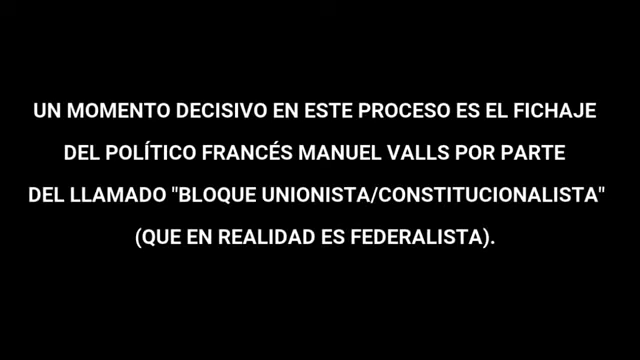 UN MOMENTO DECISIVO EN ESTE PROCESO ES EL FICHAJE
DEL POLÍTICO FRANCÉS MANUEL VALLS POR PARTE
DEL LLAMADO "BLOQUE UNIONISTA/CONSTITUCIONALISTA"
(QUE EN REALIDAD ES FEDERALISTA).